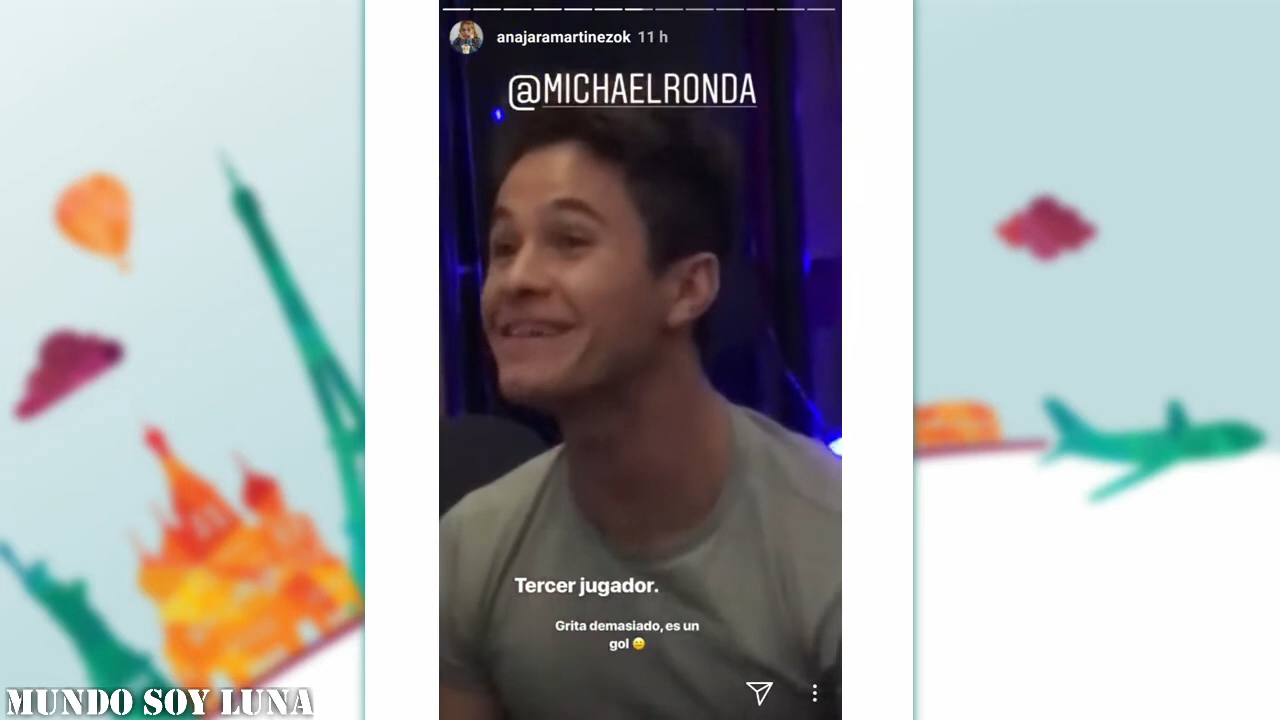 anajaramartinezok 11 h
@MICHAELRONDA
Tercer jugador.
Grita demasiado, es un
gol 😐
MUNDO SOY LUNA